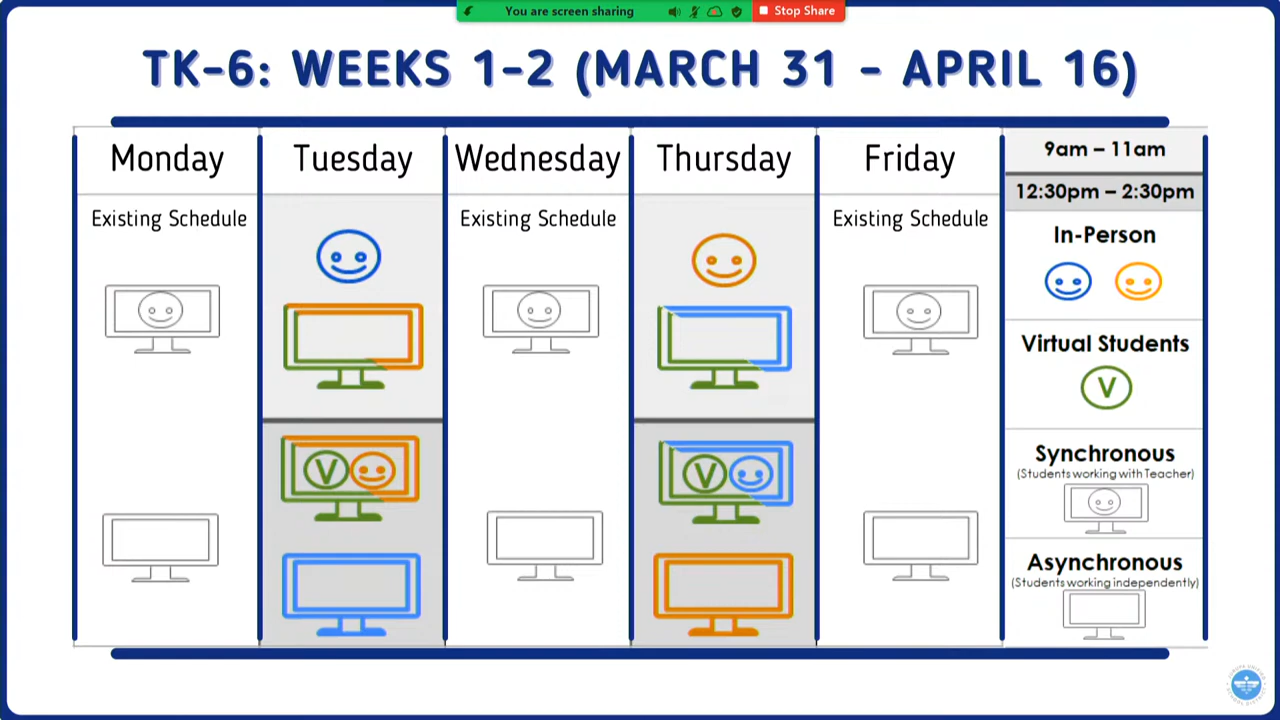 You are screen sharing
Stop Share
TK-6: WEEKS 1-2 (MARCH 31 - APRIL 16)
Monday
Tuesday
Wednesday
Thursday
Friday
9am – 11am
12:30pm – 2:30pm
Existing Schedule
Existing Schedule
Existing Schedule
In-Person
Virtual Students
V
V
V
Synchronous
(Students working with Teacher)
Asynchronous
(Students working independently)